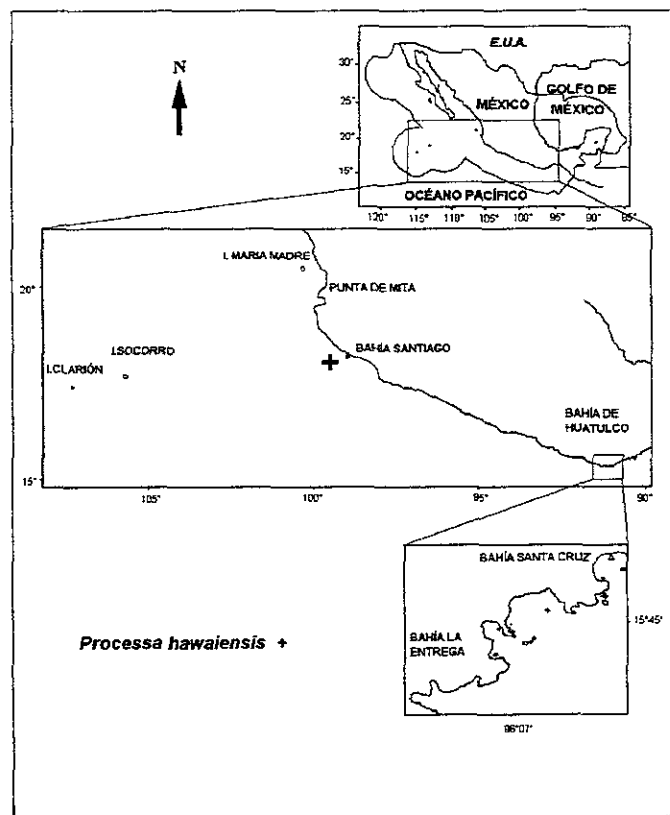 N
E.U.A.
30°
25°
20°
15°
MÉXICO
GOLFO DE
MÉXICO
OCÉANO PACÍFICO
120°
115°
110°
105°
100°
95°
90°
85°
I. MARIA MADRE
PUNTA DE MITA
20°
I.SOCORRO
I.CLARIÓN
BAHÍA SANTIAGO
BAHÍA DE
HUATULCO
15°
105°
100°
95°
90°
BAHÍA SANTA CRUZ
15°45'
BAHÍA LA
ENTREGA
96°07'
Processa hawaiensis +